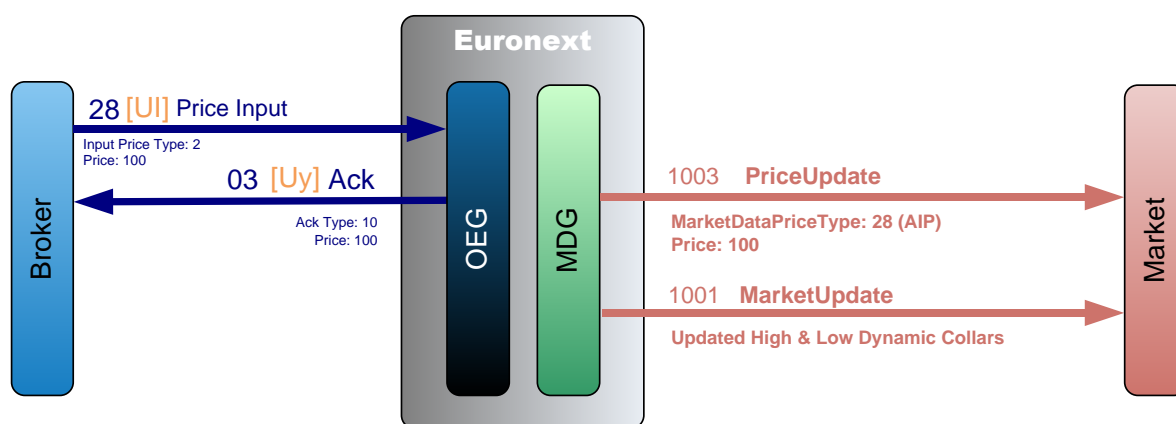 Euronext
28 [UI] Price Input
Input Price Type: 2
Price: 100
03 [Uy] Ack
Ack Type: 10
Price: 100
Broker
OEG
MDG
1003 PriceUpdate
MarketDataPriceType: 28 (AIP)
Price: 100
1001 MarketUpdate
Updated High & Low Dynamic Collars
Market